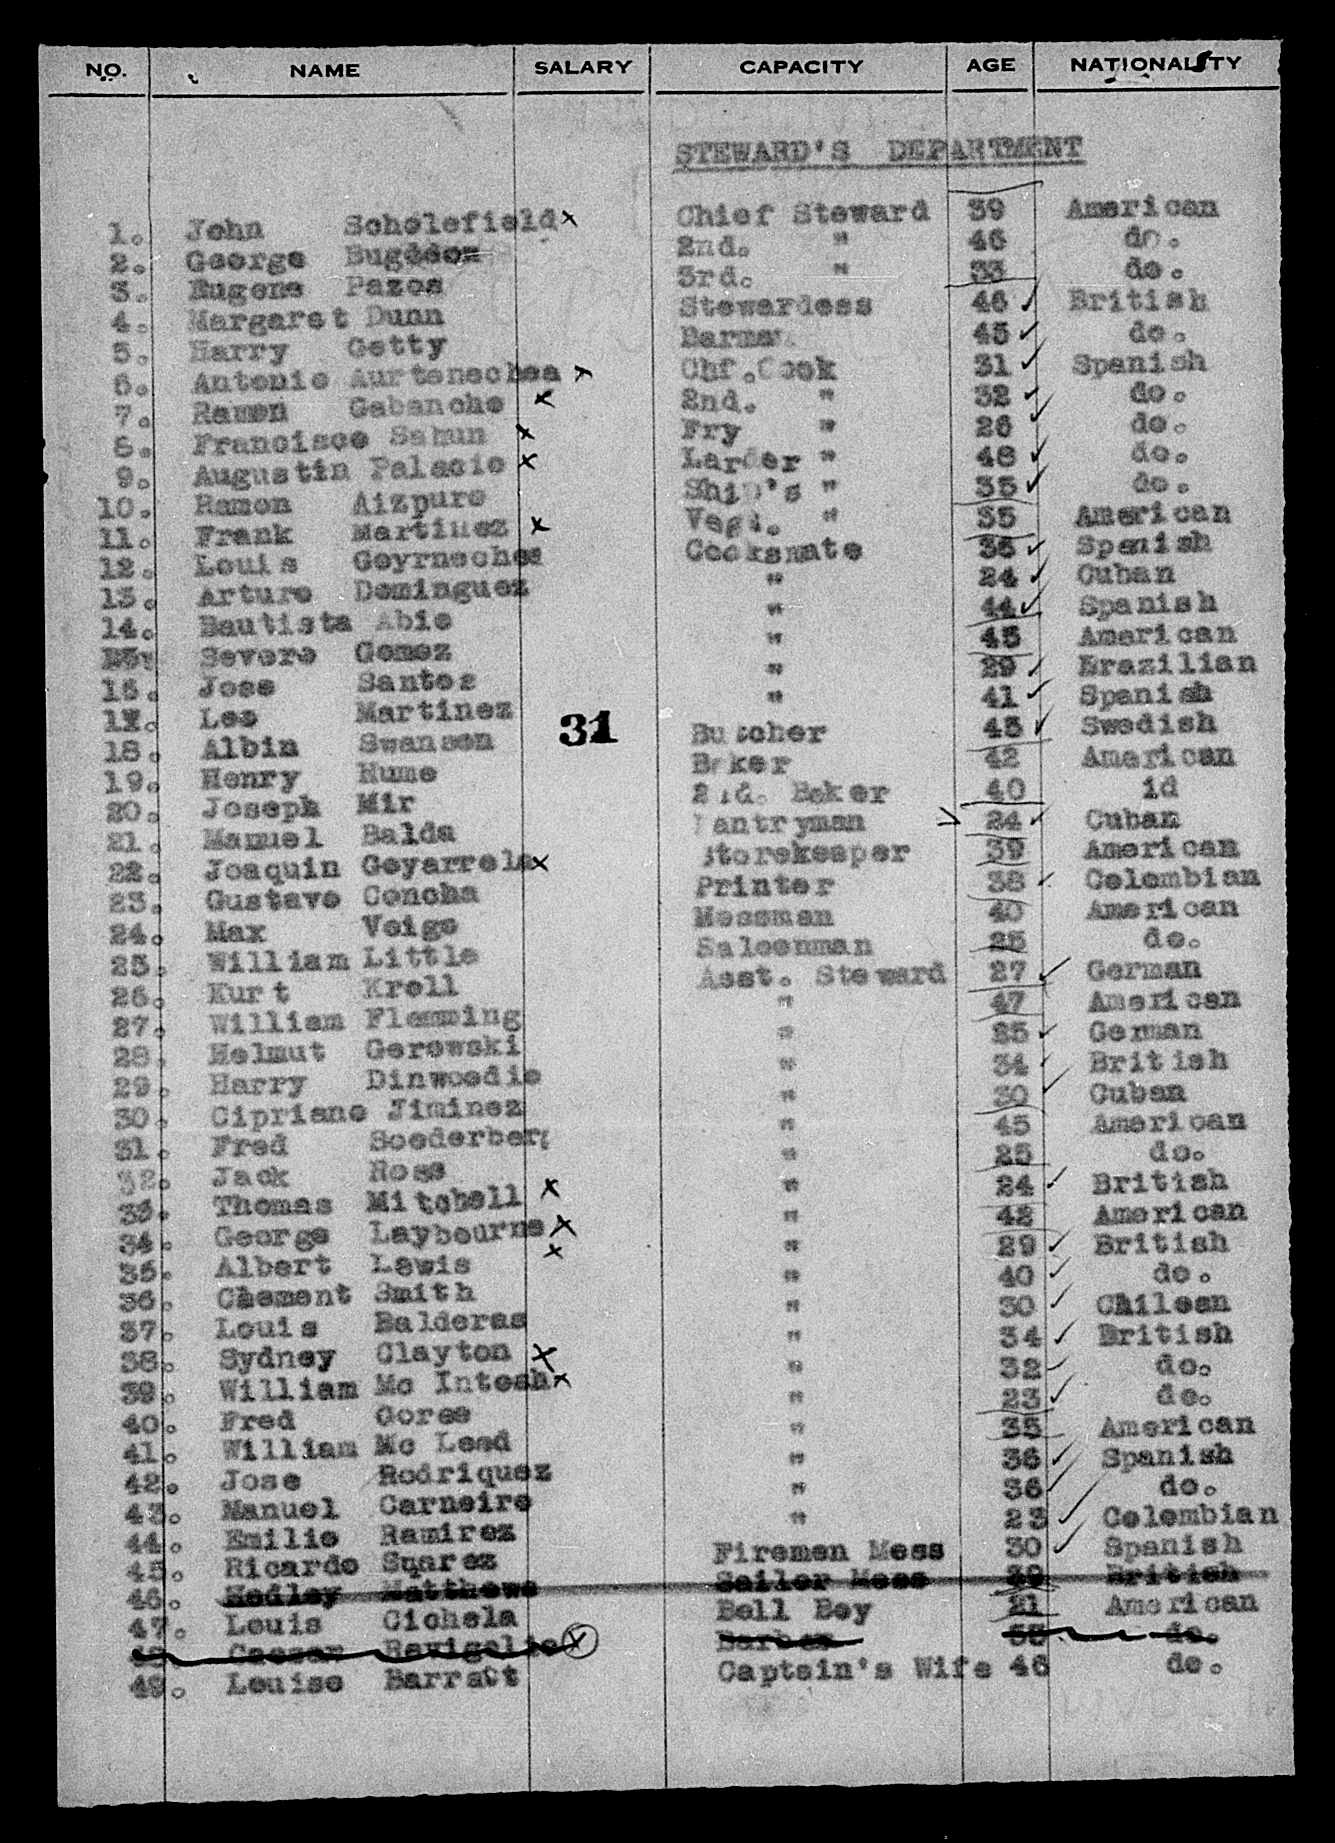 NO. NAME SALARY CAPACITY AGE NATIONALITY
STEWARD'S DEPARTMENT
1. John Scholefield x Chief Steward 39 American
2. George Bugdden 2nd. " 46 do.
3. Eugene Pazos 3rd. " 33 do.
4. Margaret Dunn Stewardess 46 British
5. Harry Getty Barman 45 do.
6. Antonio Aurtenechea x Chf.Cook 31 Spanish
7. Ramon Gabancho x 2nd. " 32 do.
8. Francisco Sahun x Fry " 26 do.
9. Augustin Palacio x Larder " 48 do.
10. Ramon Aizpuro Ship's " 35 do.
11. Frank Martinez x Vegt. " 35 American
12. Louis Goyrnechea Cooksmate 36 Spanish
13. Arturo Dominguez " 24 Cuban
14. Bautista Abio " 44 Spanish
15. Severo Gomez " 45 American
16. Jose Santos " 29 Brazilian
17. Leo Martinez " 41 Spanish
31
18. Albin Swanson Butcher 45 Swedish
19. Henry Hume Baker 42 American
20. Joseph Mir 2nd. Baker 40 id
21. Manuel Balda Pantryman 24 Cuban
22. Joaquin Goyarrola x Storekeeper 39 American
23. Gustavo Concha Printer 38 Colombian
24. Max Veigo Messman 40 American
25. William Little Saloonman 25 do.
26. Kurt Kroll Asst. Steward 27 German
27. William Flemming " 47 American
28. Helmut Gerowski " 25 German
29. Harry Dinwoodie " 34 British
30. Cipriano Jiminez " 30 Cuban
31. Fred Soederberg " 45 American
32. Jack Ross " 25 do.
33. Thomas Mitchell x " 24 British
34. George Laybourne x " 42 American
35. Albert Lewis x " 29 British
36. Clement Smith " 40 do.
37. Louis Balderas " 30 Chilean
38. Sydney Clayton x " 34 British
39. William Mc Intosh x " 32 do.
40. Fred Goree " 23 do.
41. William Mc Leod " 35 American
42. Jose Rodriquez " 36 Spanish
43. Manuel Carneiro " 36 do.
44. Emilio Ramirez " 23 Colombian
45. Ricardo Suarez Firemen Mess 30 Spanish
46. Hedley Matthews Sailor Mess 39 British
47. Louis Cichela Bell Boy 21 American
48. Caesar x Barber 55 do.
49. Louise Barratt Captain's Wife 46 do.